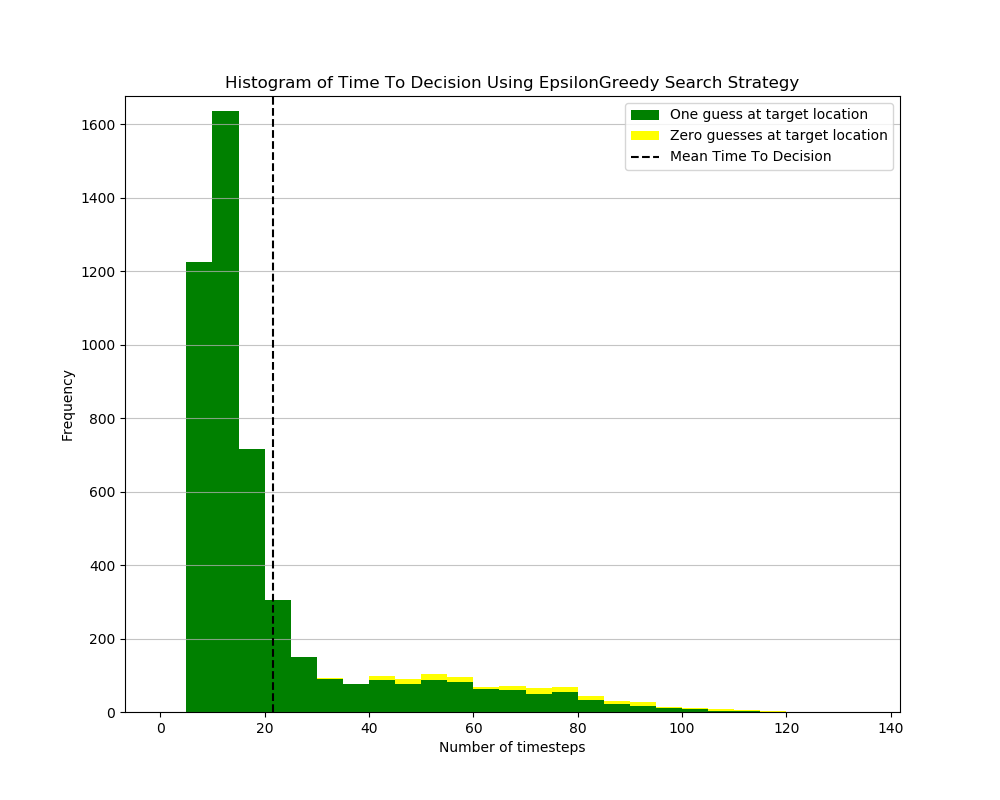 Histogram of Time To Decision Using EpsilonGreedy Search Strategy
One guess at target location
Zero guesses at target location
Mean Time To Decision
1600
1400
1200
1000
800
600
400
200
0
Frequency
0 20 40 60 80 100 120 140
Number of timesteps